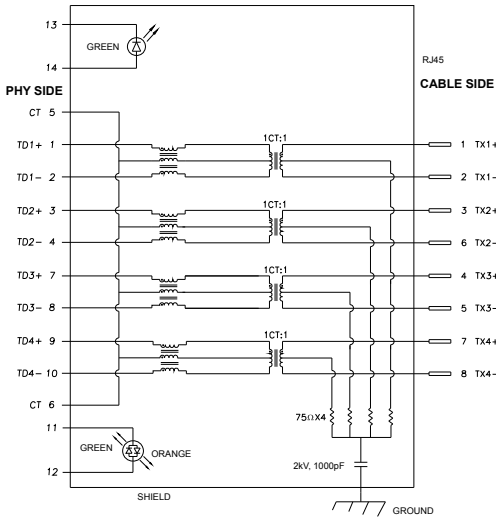 13
GREEN
14
RJ45
PHY SIDE
CABLE SIDE
CT 5
TD1+ 1
1CT:1
1 TX1+
TD1- 2
2 TX1-
TD2+ 3
1CT:1
3 TX2+
TD2- 4
6 TX2-
TD3+ 7
1CT:1
4 TX3+
TD3- 8
5 TX3-
TD4+ 9
1CT:1
7 TX4+
TD4- 10
8 TX4-
CT 6
75ΩX4
11
GREEN
ORANGE
12
2kV, 1000pF
SHIELD
GROUND